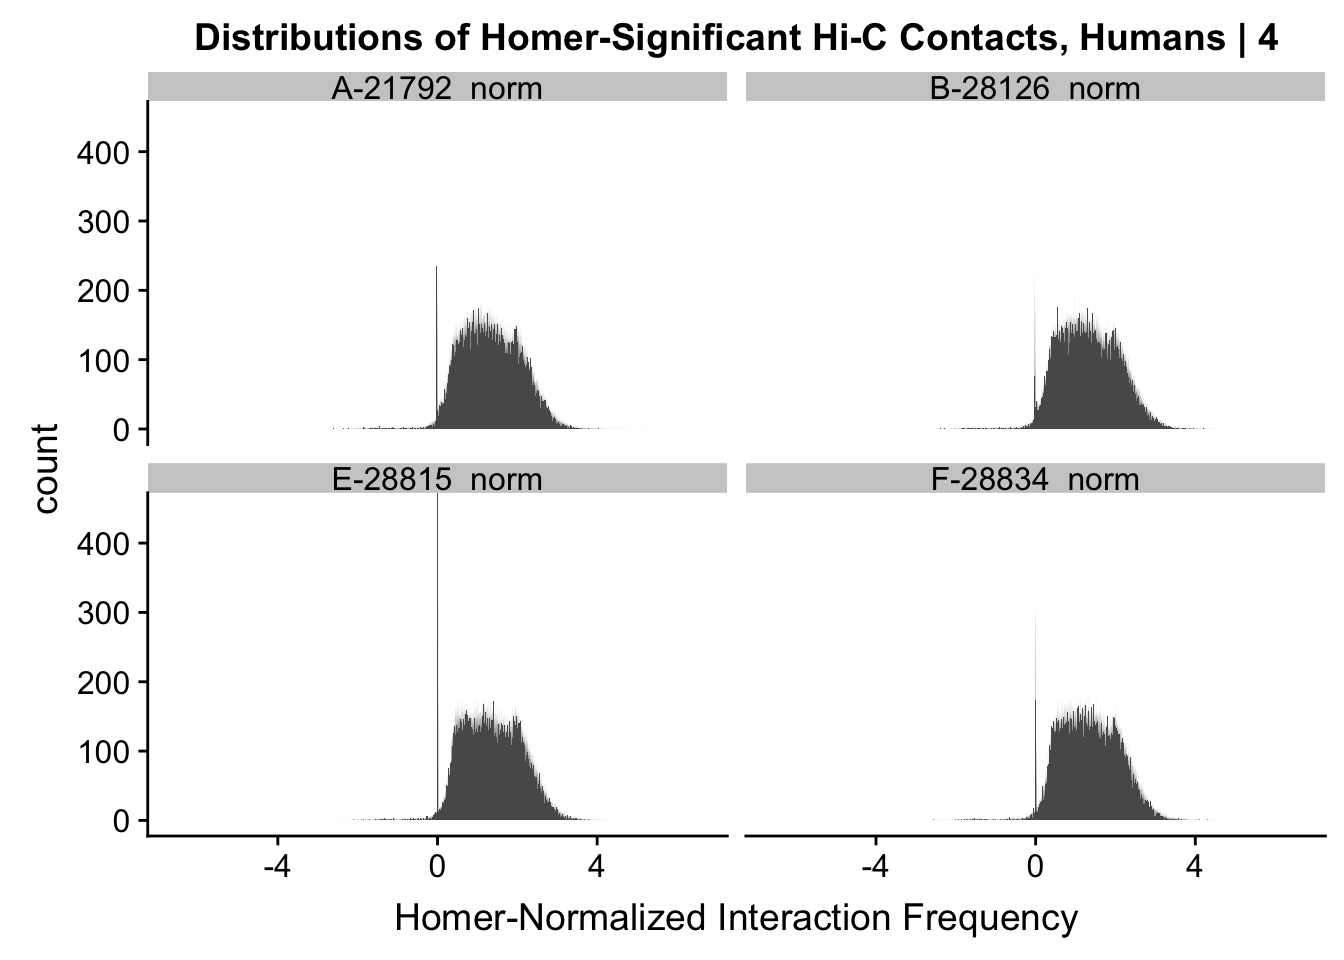 Distributions of Homer-Significant Hi-C Contacts, Humans | 4
A-21792 norm
B-28126 norm
400
300
200
100
0
count
E-28815 norm
F-28834 norm
400
300
200
100
0
-4
0
4
-4
0
4
Homer-Normalized Interaction Frequency